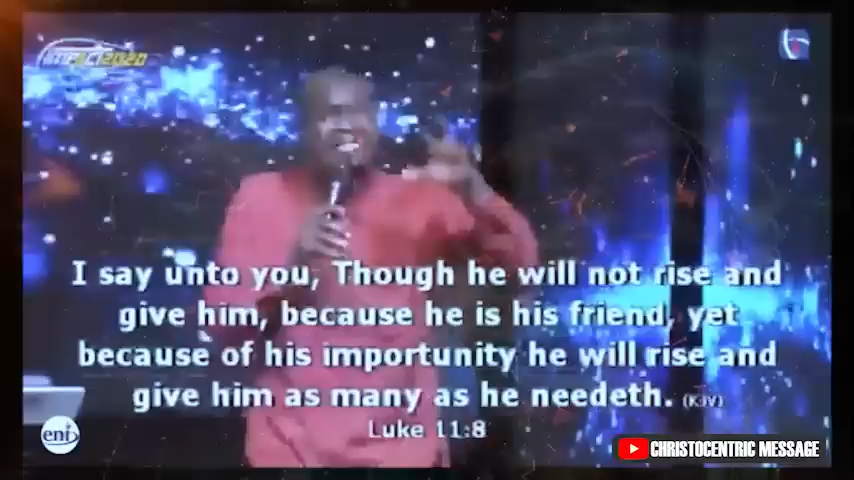 IMPACT2020
I say unto you, Though he will not rise and
give him, because he is his friend, yet
because of his importunity he will rise and
give him as many as he needeth. (KJV)
Luke 11:8
eni
CHRISTOCENTRIC MESSAGE